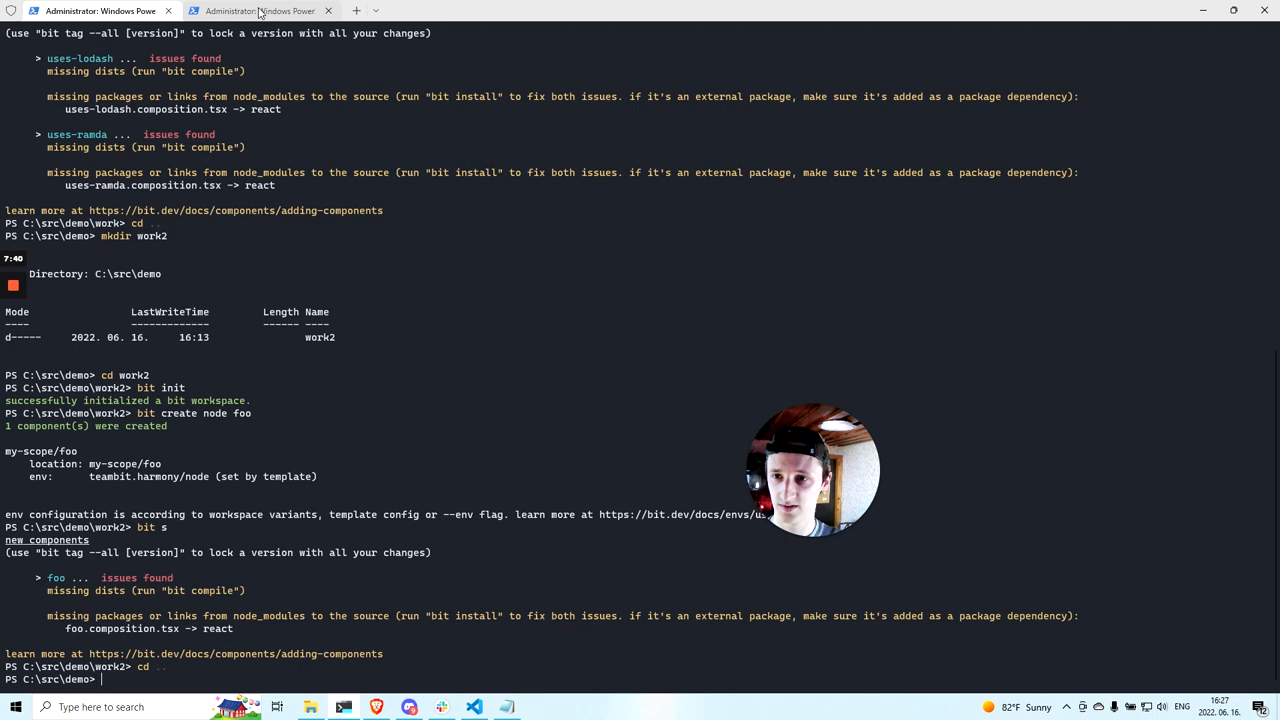 Administrator: Windows Powe
Administrator: Windows Power
(use "bit tag --all [version]" to lock a version with all your changes)
> uses-lodash ... issues found
missing dists (run "bit compile")
missing packages or links from node_modules to the source (run "bit install" to fix both issues. if it's an external package, make sure it's added as a package dependency):
uses-lodash.composition.tsx -> react
> uses-ramda ... issues found
missing dists (run "bit compile")
missing packages or links from node_modules to the source (run "bit install" to fix both issues. if it's an external package, make sure it's added as a package dependency):
uses-ramda.composition.tsx -> react
learn more at https://bit.dev/docs/components/adding-components
PS C:\src\demo\work> cd ..
PS C:\src\demo> mkdir work2
7:40
Directory: C:\src\demo
Mode LastWriteTime Length Name
---- ------------- ------ ----
d----- 2022. 06. 16. 16:13 work2
PS C:\src\demo> cd work2
PS C:\src\demo\work2> bit init
successfully initialized a bit workspace.
PS C:\src\demo\work2> bit create node foo
1 component(s) were created
my-scope/foo
location: my-scope/foo
env: teambit.harmony/node (set by template)
env configuration is according to workspace variants, template config or --env flag. learn more at https://bit.dev/docs/envs/us
PS C:\src\demo\work2> bit s
new components
(use "bit tag --all [version]" to lock a version with all your changes)
> foo ... issues found
missing dists (run "bit compile")
missing packages or links from node_modules to the source (run "bit install" to fix both issues. if it's an external package, make sure it's added as a package dependency):
foo.composition.tsx -> react
learn more at https://bit.dev/docs/components/adding-components
PS C:\src\demo\work2> cd ..
PS C:\src\demo>
Type here to search
82°F Sunny
ENG
16:27
2022. 06. 16.
12